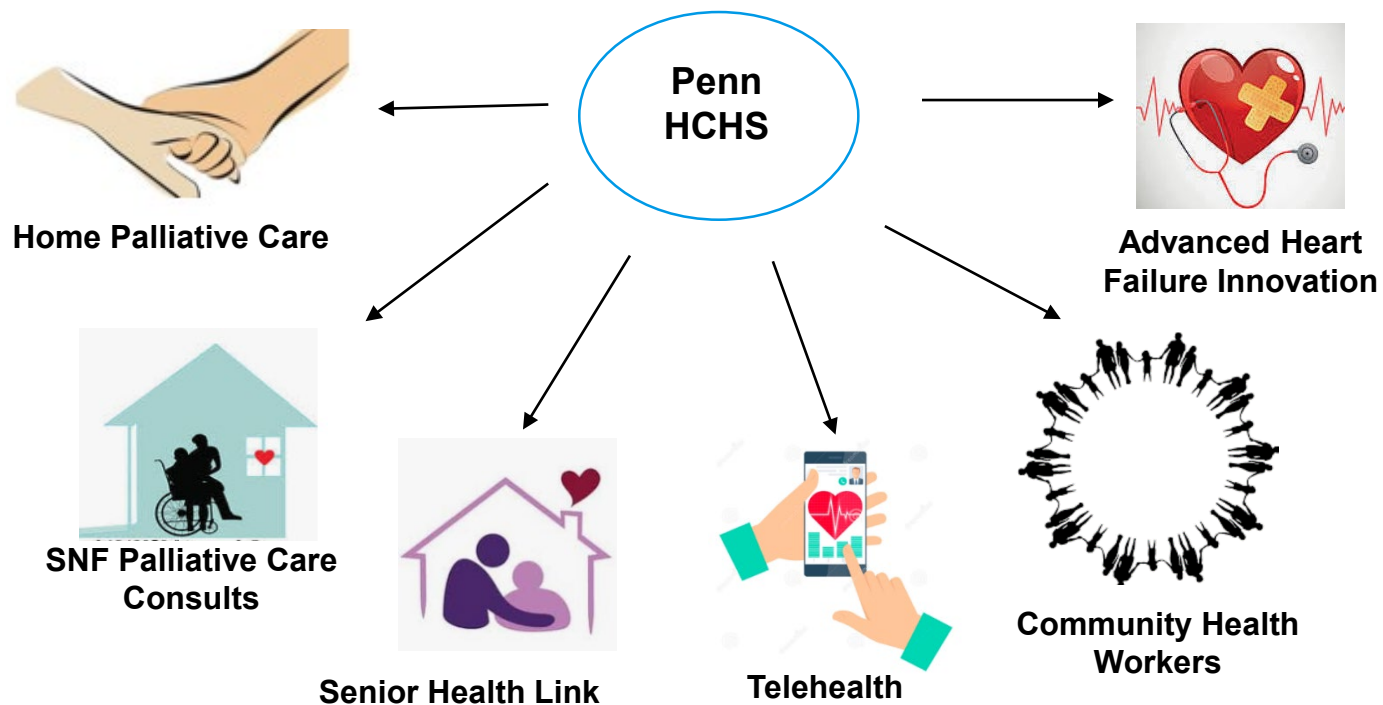 Penn
HCHS
Home Palliative Care
Advanced Heart
Failure Innovation
SNF Palliative Care
Consults
Senior Health Link
Telehealth
Community Health
Workers